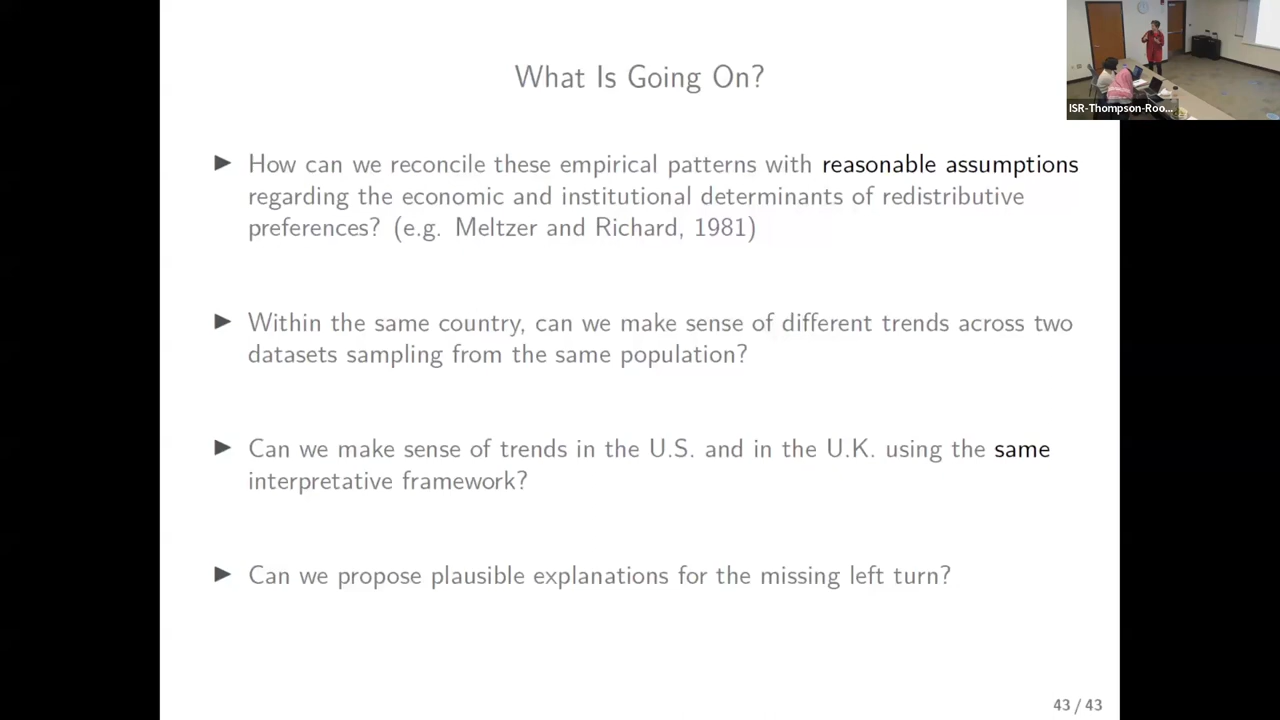 What Is Going On?
ISR-Thompson-Roo...
▶ How can we reconcile these empirical patterns with reasonable assumptions
regarding the economic and institutional determinants of redistributive
preferences? (e.g. Meltzer and Richard, 1981)
▶ Within the same country, can we make sense of different trends across two
datasets sampling from the same population?
▶ Can we make sense of trends in the U.S. and in the U.K. using the same
interpretative framework?
▶ Can we propose plausible explanations for the missing left turn?
43 / 43